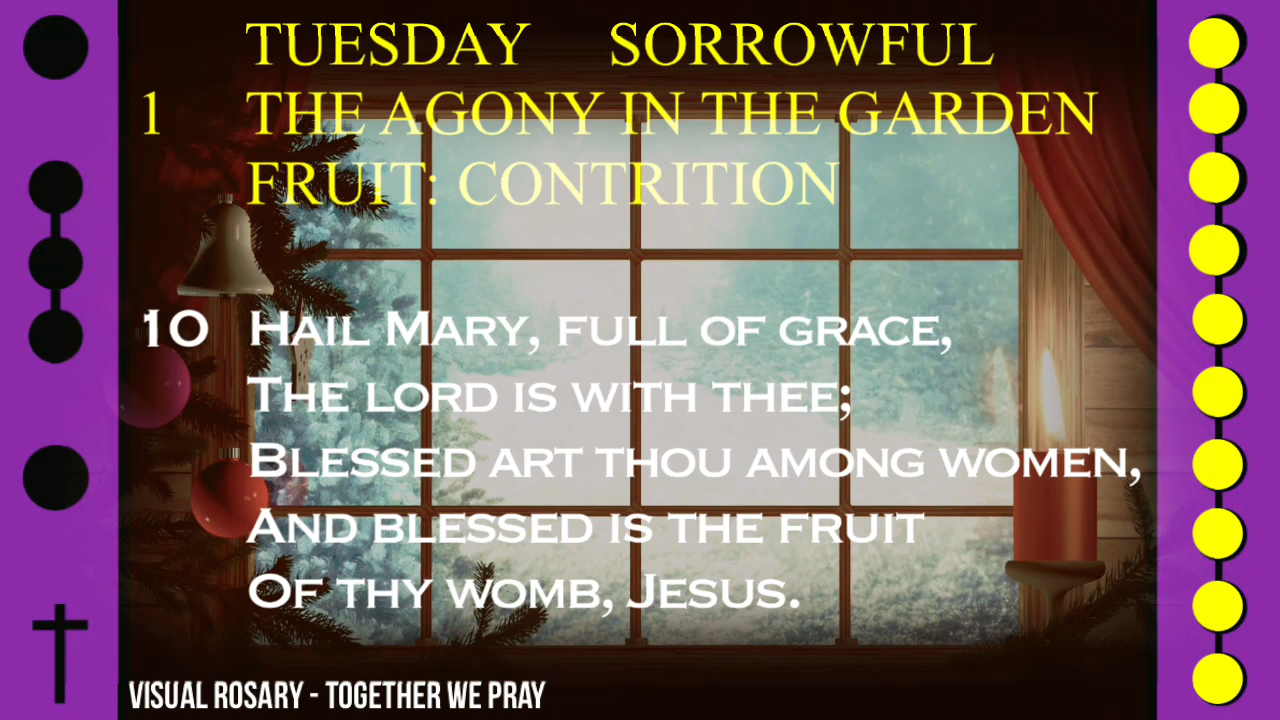 TUESDAY SORROWFUL
1 THE AGONY IN THE GARDEN
FRUIT: CONTRITION
10 HAIL MARY, FULL OF GRACE,
THE LORD IS WITH THEE;
BLESSED ART THOU AMONG WOMEN,
AND BLESSED IS THE FRUIT
OF THY WOMB, JESUS.
VISUAL ROSARY - TOGETHER WE PRAY